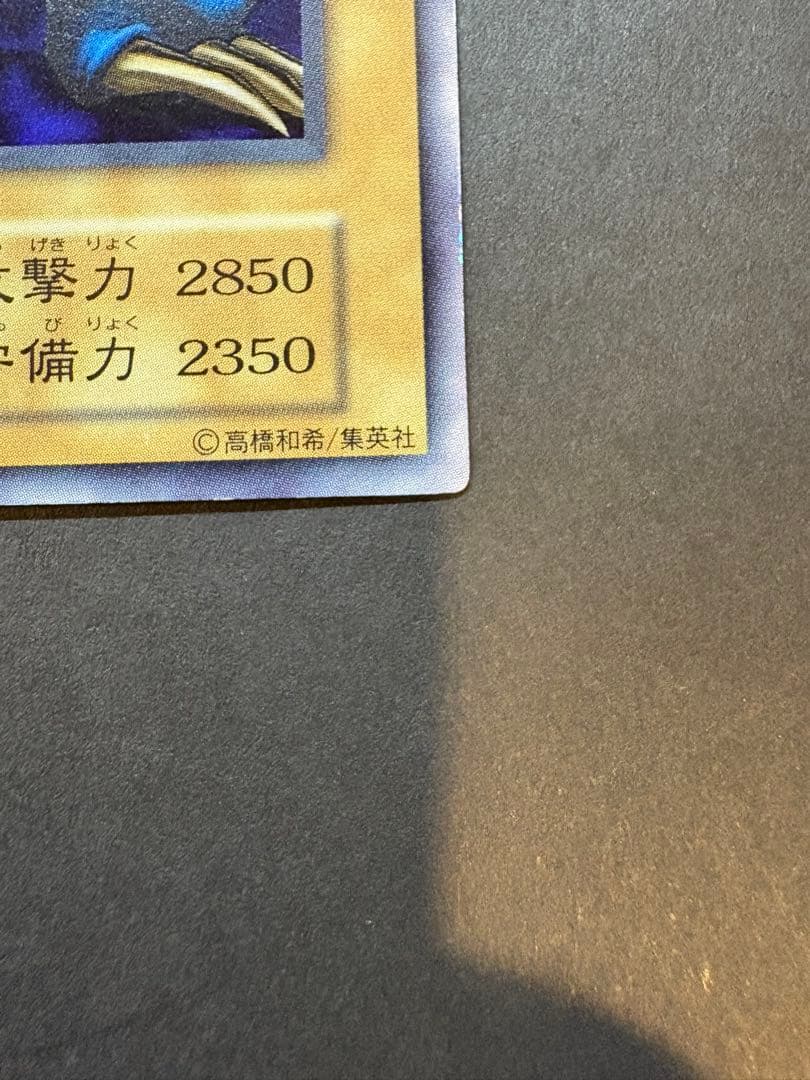 げき りょく
撃力 2850
び りょく
守備力 2350
©高橋和希/集英社